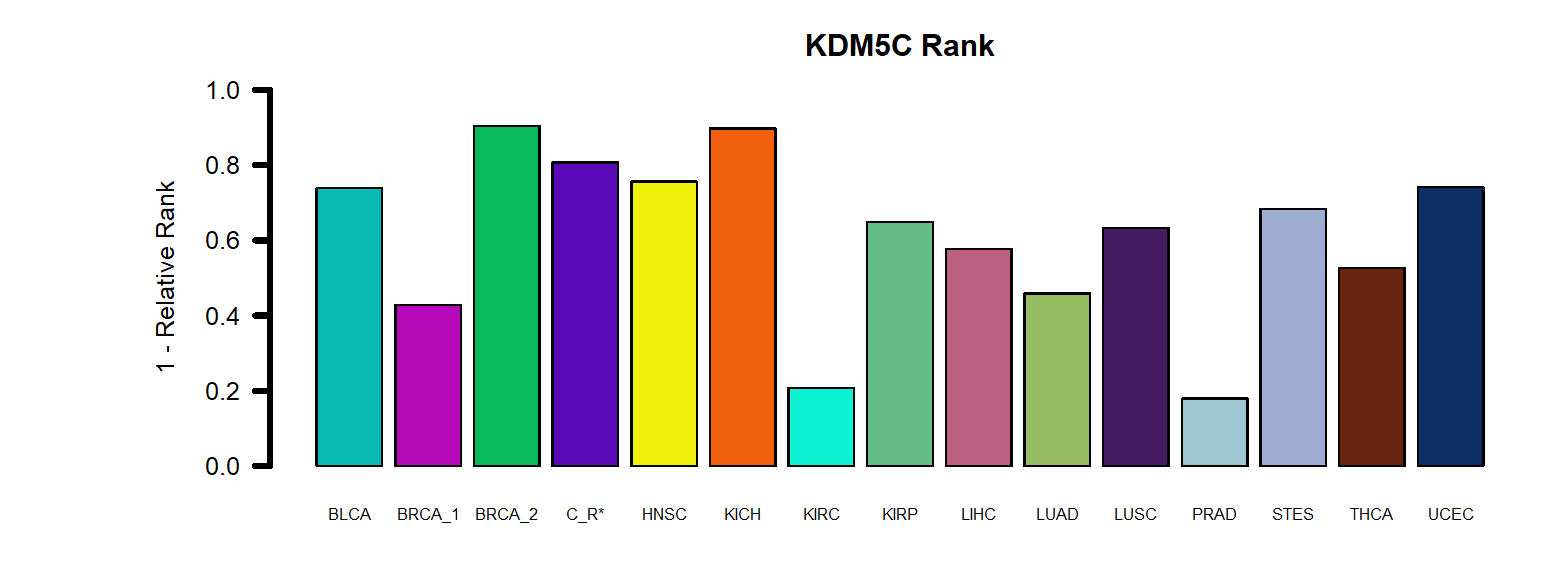 KDM5C Rank
1 - Relative Rank
1.0
0.8
0.6
0.4
0.2
0.0
BLCA BRCA_1 BRCA_2 C_R* HNSC KICH KIRC KIRP LIHC LUAD LUSC PRAD STES THCA UCEC